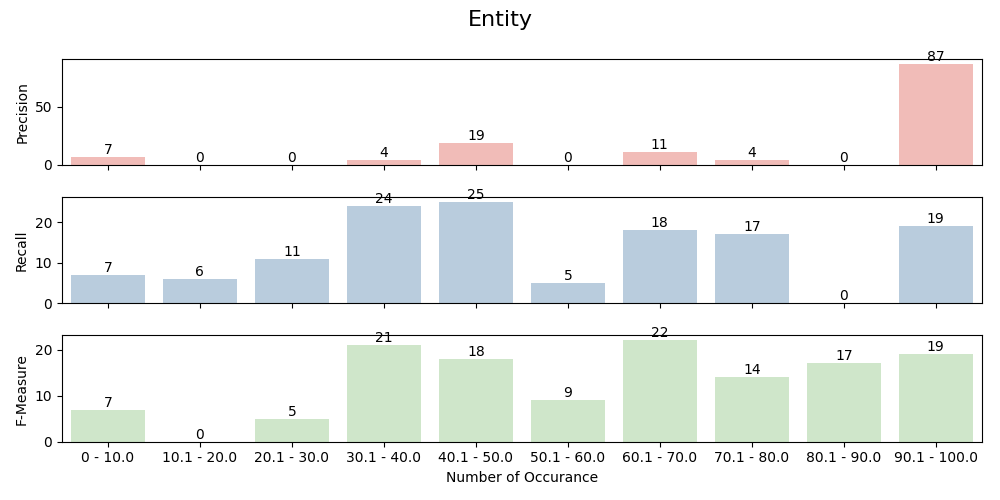 Entity
Precision
50
0
7 0 0 4 19 0 11 4 0 87
Recall
20
10
0
7 6 11 24 25 5 18 17 0 19
F-Measure
20
10
0
7 0 5 21 18 9 22 14 17 19
0 - 10.0 10.1 - 20.0 20.1 - 30.0 30.1 - 40.0 40.1 - 50.0 50.1 - 60.0 60.1 - 70.0 70.1 - 80.0 80.1 - 90.0 90.1 - 100.0
Number of Occurance